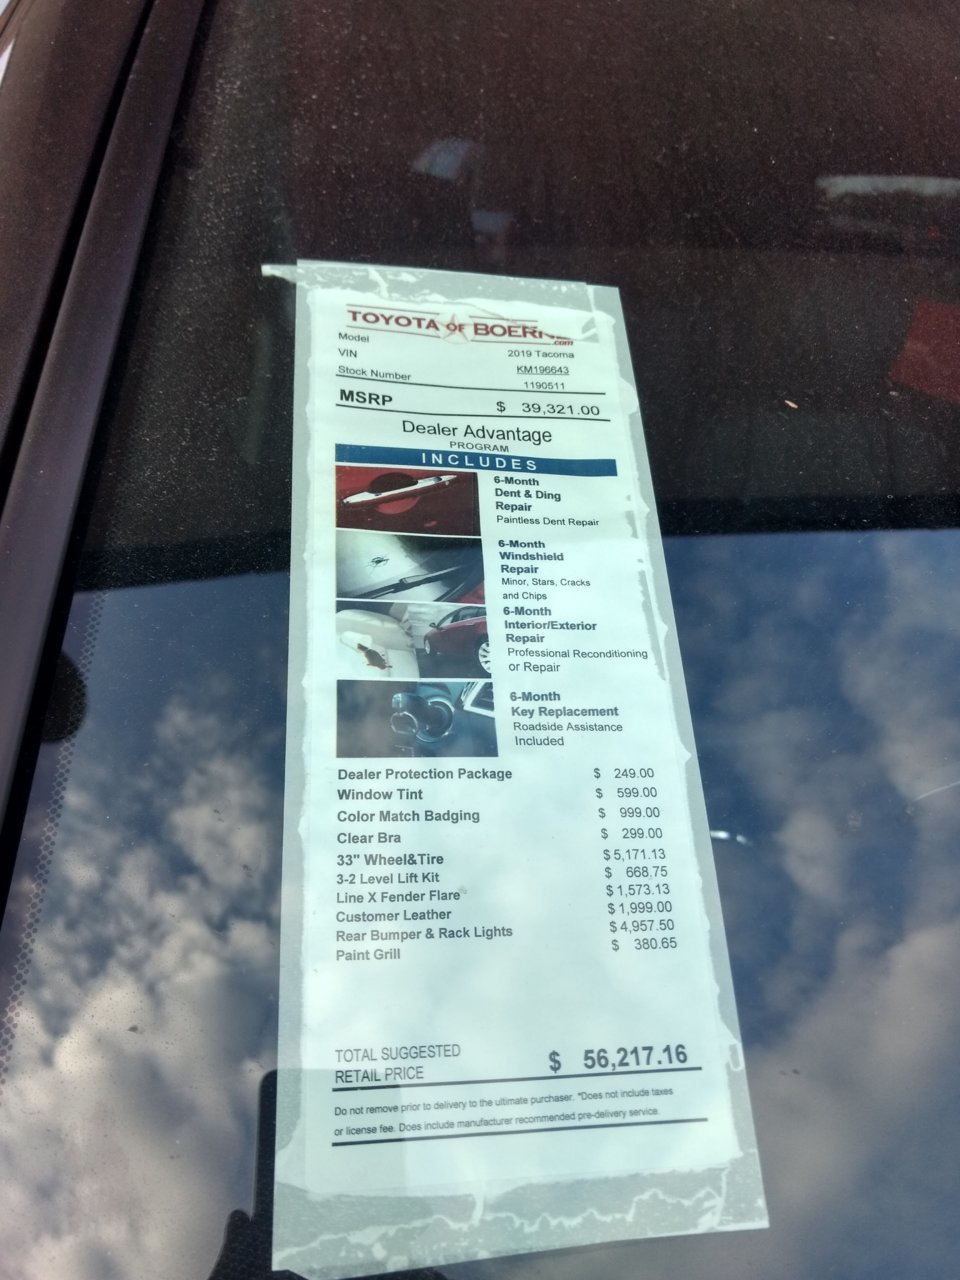 TOYOTA OF BOERNE
.com
Model 2019 Tacoma
VIN KM196643
Stock Number 1190511
MSRP $ 39,321.00
Dealer Advantage
PROGRAM
INCLUDES
6-Month
Dent & Ding
Repair
Paintless Dent Repair
6-Month
Windshield
Repair
Minor, Stars, Cracks
and Chips
6-Month
Interior/Exterior
Repair
Professional Reconditioning
or Repair
6-Month
Key Replacement
Roadside Assistance
Included
Dealer Protection Package $ 249.00
Window Tint $ 599.00
Color Match Badging $ 999.00
Clear Bra $ 299.00
33" Wheel&Tire $ 5,171.13
3-2 Level Lift Kit $ 668.75
Line X Fender Flare $ 1,573.13
Customer Leather $ 1,999.00
Rear Bumper & Rack Lights $ 4,957.50
Paint Grill $ 380.65
TOTAL SUGGESTED
RETAIL PRICE $ 56,217.16
Do not remove prior to delivery to the ultimate purchaser. *Does not include taxes
or license fee. Does include manufacturer recommended pre-delivery service.